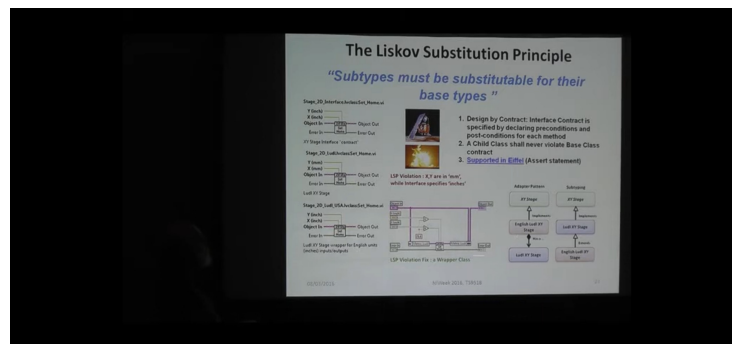 The Liskov Substitution Principle
"Subtypes must be substitutable for their
base types "
Stage_2D_Interface.lvclass:Set_Home.vi
Y (inch)
X (inch)
Object In
Object Out
Error In
Error Out
XY Stage Interface 'contract'
Stage_2D_Ludl.lvclass:Set_Home.vi
Y (mm)
X (mm)
Object In
Object Out
Error In
Error Out
Ludl XY Stage
Stage_2D_Ludl_USA.lvclass:Set_Home.vi
Y (inch)
X (inch)
Object In
Object Out
Error In
Error Out
Ludl XY Stage wrapper for English units
(inches) inputs/outputs
LSP Violation : X,Y are in 'mm',
while Interface specifies 'inches'
LSP Violation Fix : a Wrapper Class
1. Design by Contract: Interface Contract is
specified by declaring preconditions and
post-conditions for each method
2. A Child Class shall never violate Base Class
contract
3. Supported in Eiffel (Assert statement)
Adapter Pattern
XY Stage
Implements
English Ludl XY
Stage
Ludl XY Stage
XY Stage
Implements
Ludl XY Stage
English Ludl XY
Stage